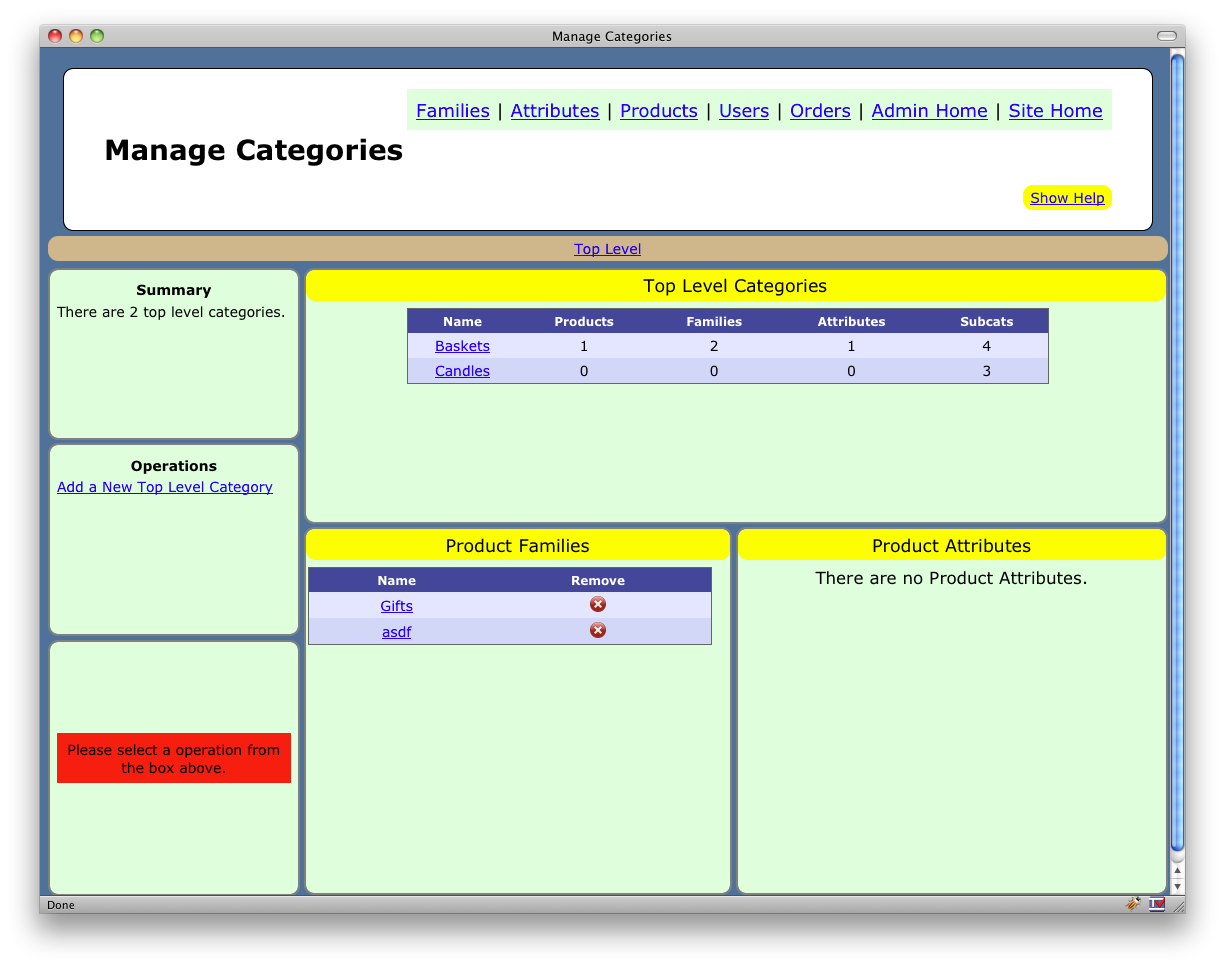 Manage Categories
Families | Attributes | Products | Users | Orders | Admin Home | Site Home
Manage Categories
Show Help
Top Level
Summary
There are 2 top level categories.
Operations
Add a New Top Level Category
Please select a operation from
the box above.
Top Level Categories
Name Products Families Attributes Subcats
Baskets 1 2 1 4
Candles 0 0 0 3
Product Families
Name Remove
Gifts
asdf
Product Attributes
There are no Product Attributes.
Done